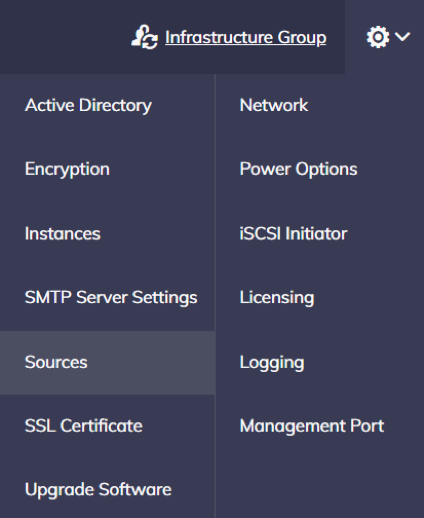 Infrastructure Group
Active Directory
Network
Encryption
Power Options
Instances
iSCSI Initiator
SMTP Server Settings
Licensing
Sources
Logging
SSL Certificate
Management Port
Upgrade Software